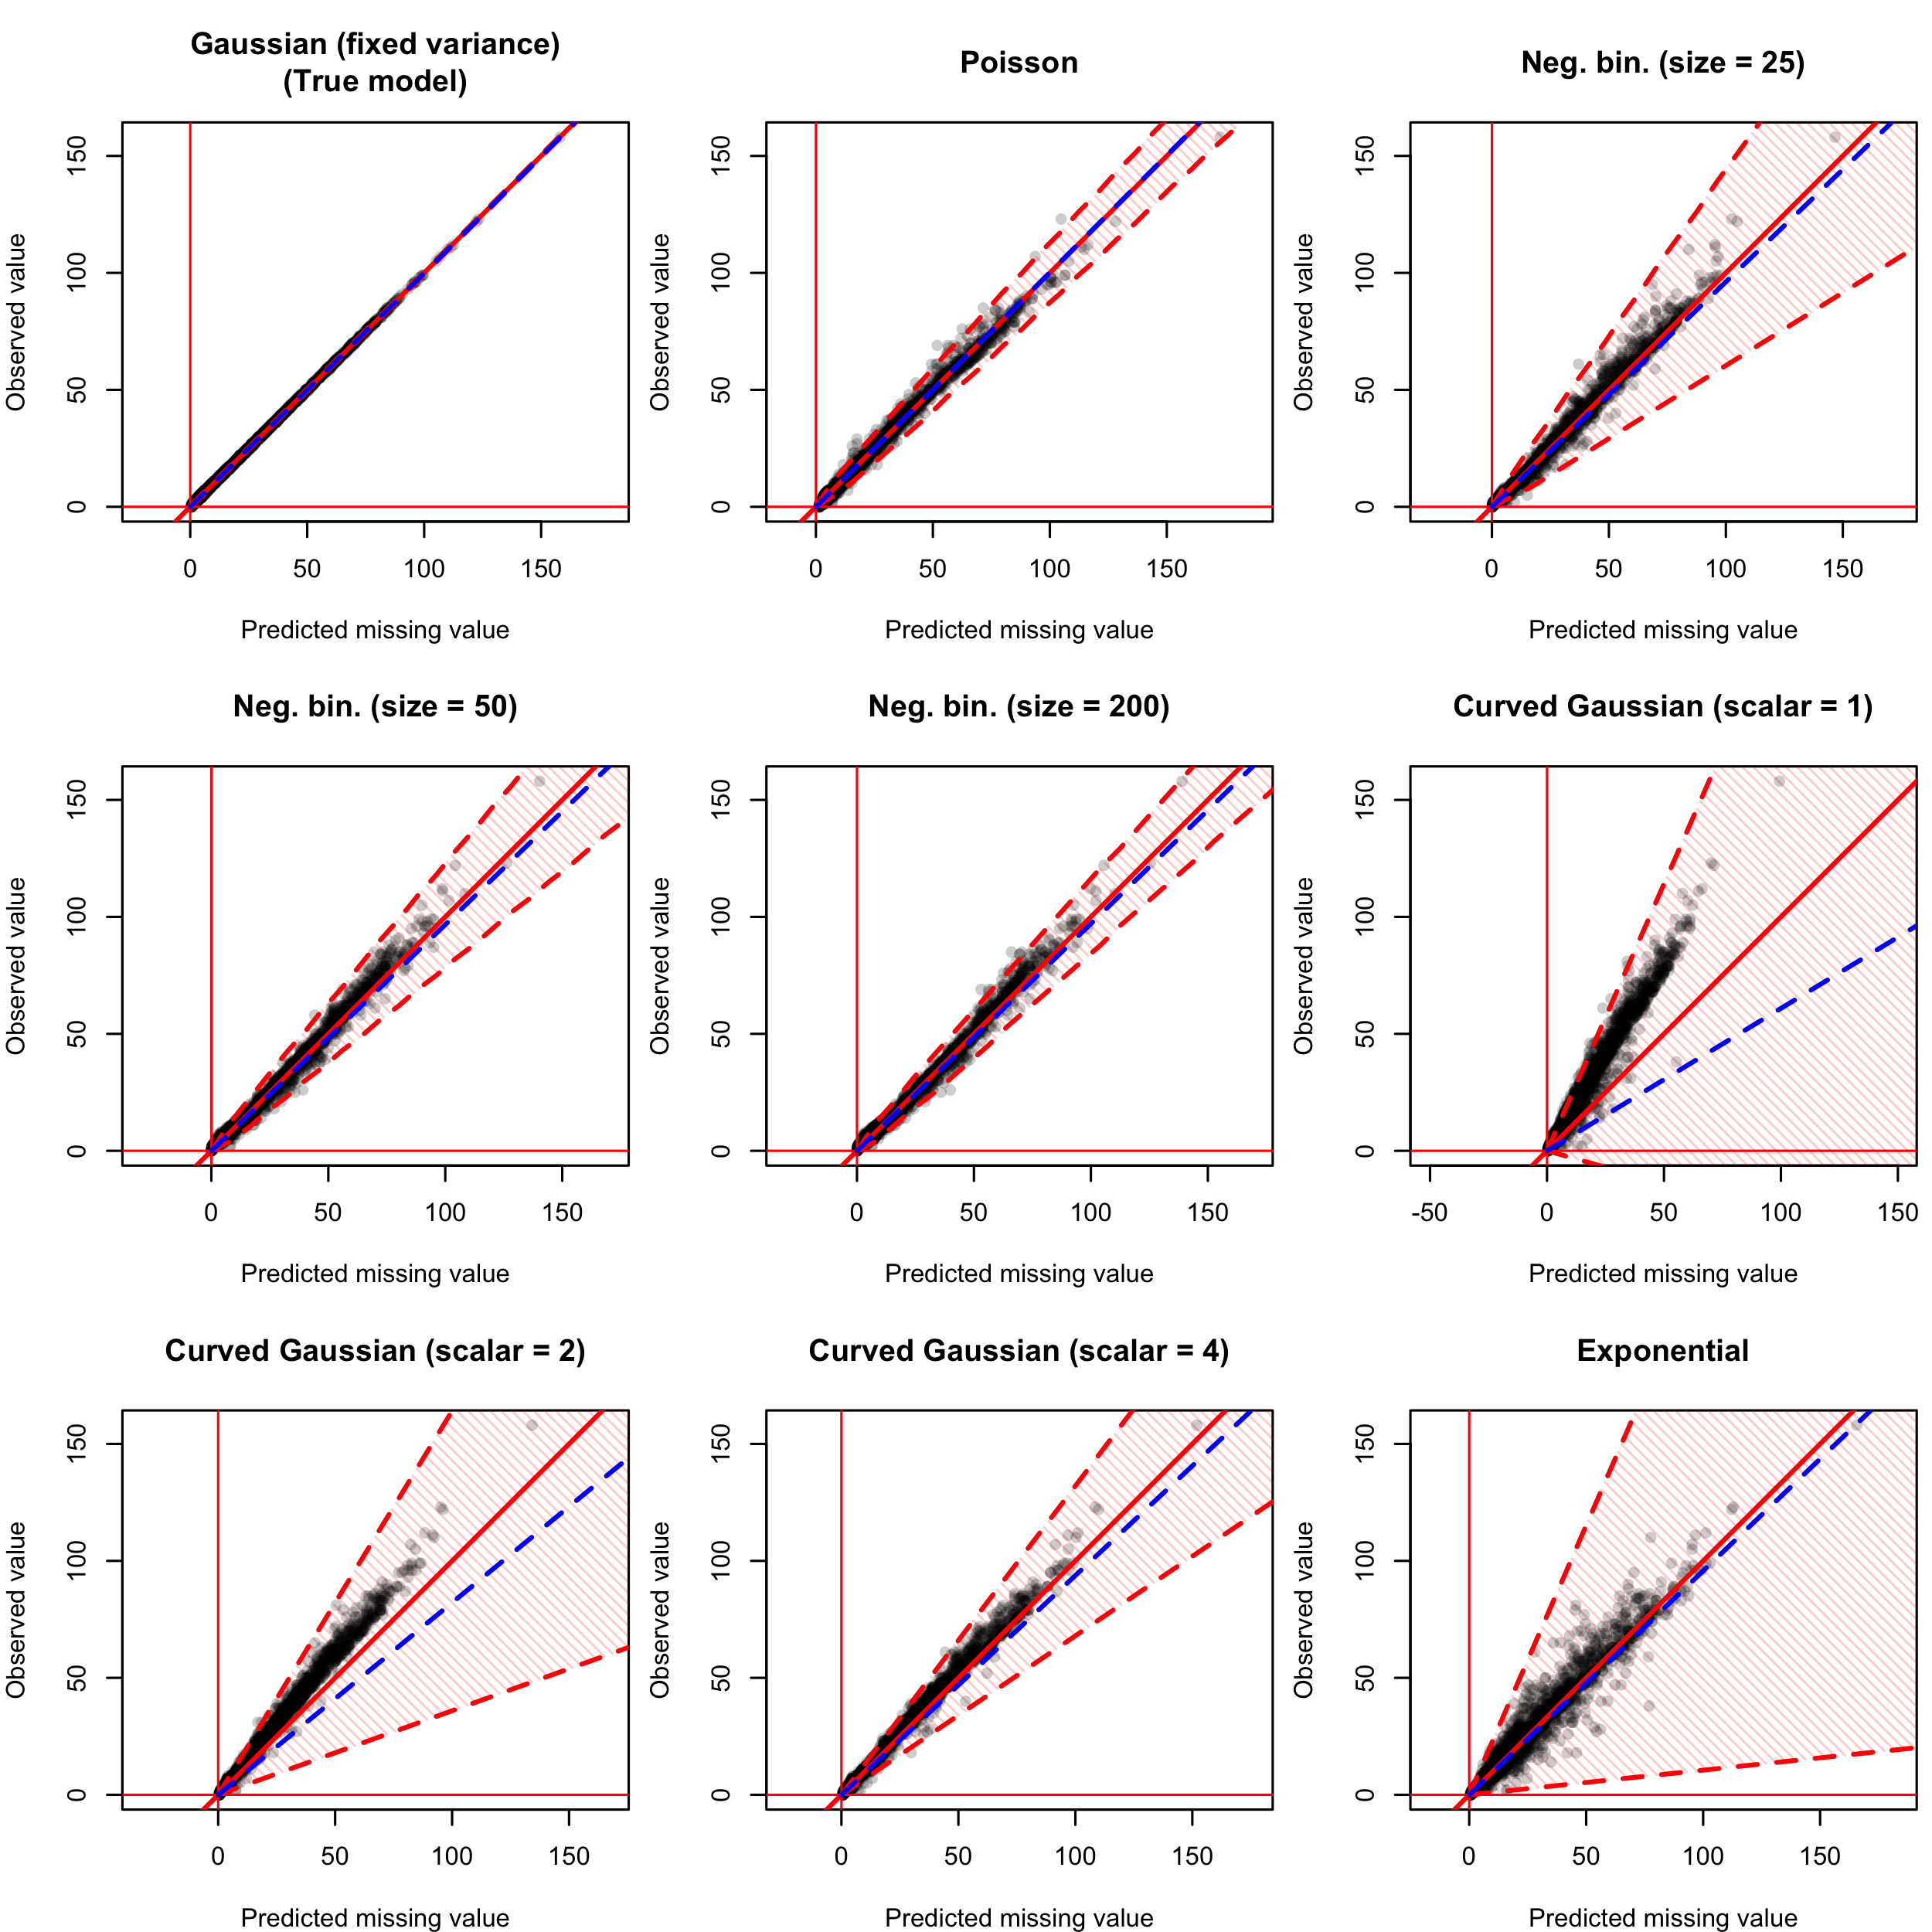 Gaussian (fixed variance)
(True model)
Observed value
0 50 100 150
0 50 100 150
Predicted missing value
Poisson
Observed value
0 50 100 150
0 50 100 150
Predicted missing value
Neg. bin. (size = 25)
Observed value
0 50 100 150
0 50 100 150
Predicted missing value
Neg. bin. (size = 50)
Observed value
0 50 100 150
0 50 100 150
Predicted missing value
Neg. bin. (size = 200)
Observed value
0 50 100 150
0 50 100 150
Predicted missing value
Curved Gaussian (scalar = 1)
Observed value
0 50 100 150
-50 0 50 100 150
Predicted missing value
Curved Gaussian (scalar = 2)
Observed value
0 50 100 150
0 50 100 150
Predicted missing value
Curved Gaussian (scalar = 4)
Observed value
0 50 100 150
0 50 100 150
Predicted missing value
Exponential
Observed value
0 50 100 150
0 50 100 150
Predicted missing value